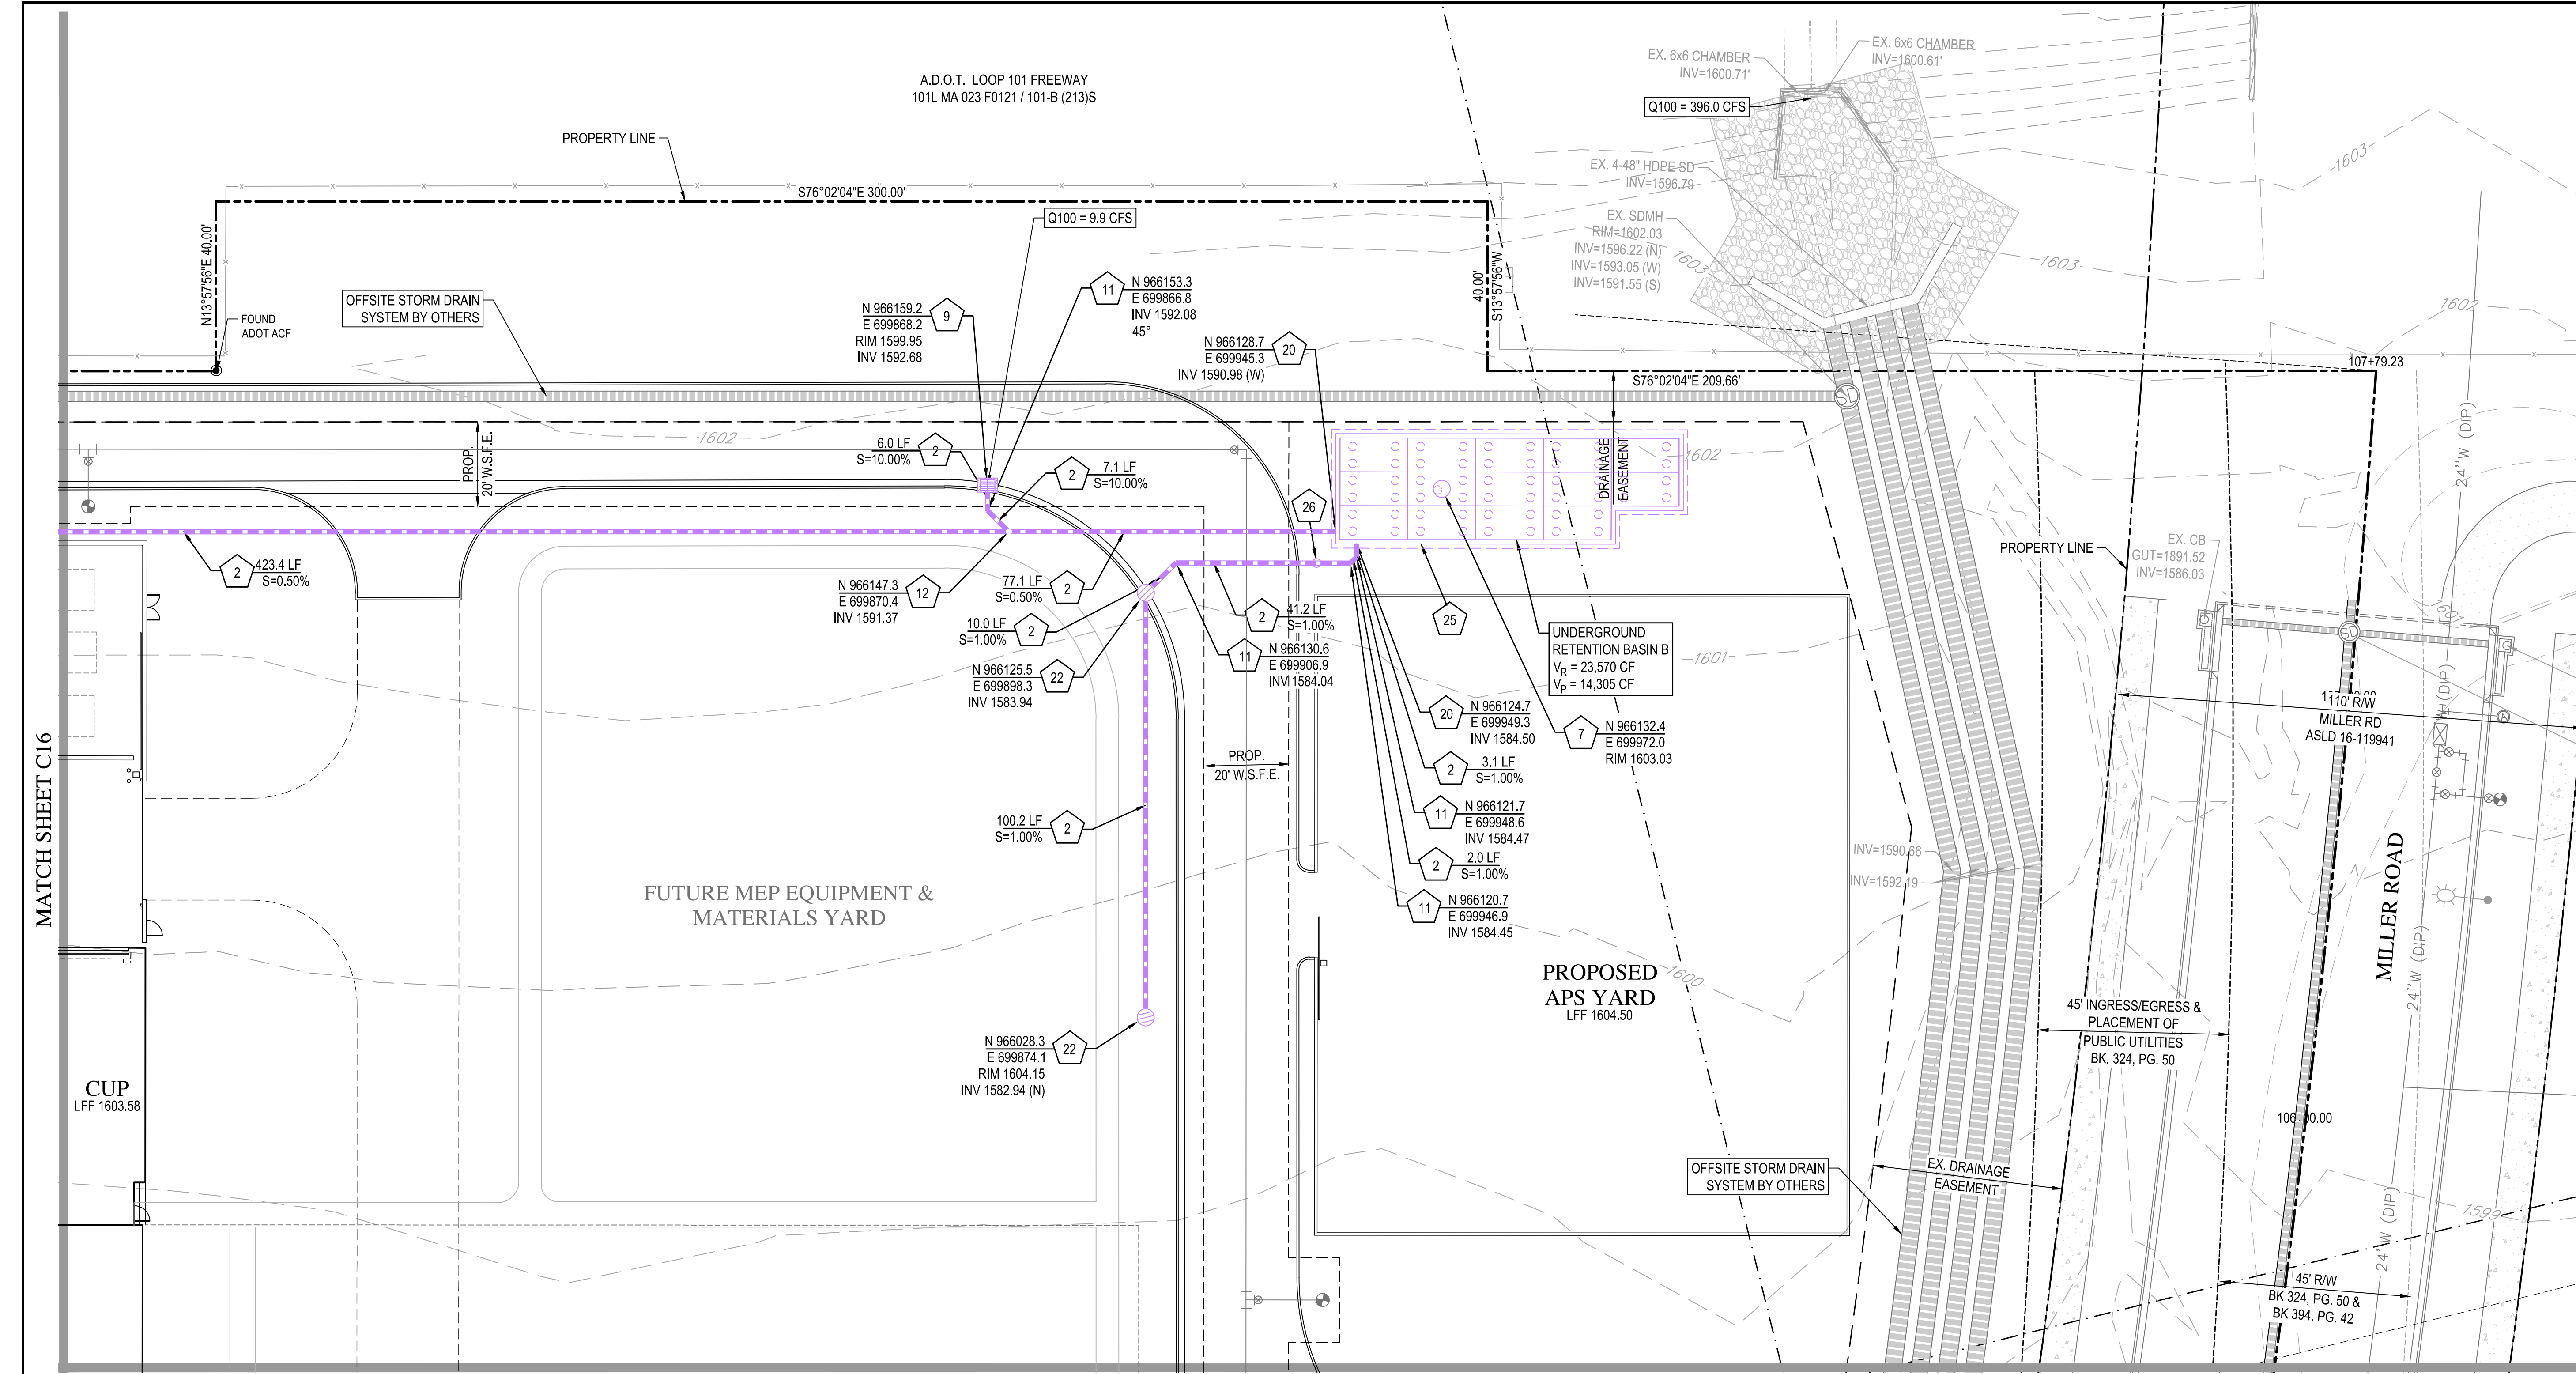 A.D.O.T. LOOP 101 FREEWAY
101L MA 023 F0121 / 101-B (213)S
PROPERTY LINE
S76°02'04"E 300.00'
N13°57'56"E 40.00'
FOUND
ADOT ACF
OFFSITE STORM DRAIN
SYSTEM BY OTHERS
Q100 = 9.9 CFS
N 966159.2
E 699868.2
RIM 1599.95
INV 1592.68
9
11
N 966153.3
E 699866.8
INV 1592.08
45°
N 966128.7
E 699945.3
INV 1590.98 (W)
20
40.00'
S13°57'56"W
EX. 6x6 CHAMBER
INV=1600.71'
EX. 6x6 CHAMBER
INV=1600.61'
Q100 = 396.0 CFS
EX. 4-48" HDPE SD
INV=1596.79
EX. SDMH
RIM=1602.03
INV=1596.22 (N)
INV=1593.05 (W)
INV=1591.55 (S)
1603
1603
1603
1602
107+79.23
S76°02'04"E 209.66'
SD
DRAINAGE
EASEMENT
1602
1602
PROP.
20' W.S.F.E.
6.0 LF
S=10.00%
2
2
7.1 LF
S=10.00%
26
2
423.4 LF
S=0.50%
N 966147.3
E 699870.4
INV 1591.37
12
77.1 LF
S=0.50%
2
10.0 LF
S=1.00%
2
2
41.2 LF
S=1.00%
25
N 966125.5
E 699898.3
INV 1583.94
22
11
N 966130.6
E 699906.9
INV 1584.04
UNDERGROUND
RETENTION BASIN B
VR = 23,570 CF
VP = 14,305 CF
1601
20
N 966124.7
E 699949.3
INV 1584.50
7
N 966132.4
E 699972.0
RIM 1603.03
2
3.1 LF
S=1.00%
PROP.
20' W.S.F.E.
11
N 966121.7
E 699948.6
INV 1584.47
100.2 LF
S=1.00%
2
2
2.0 LF
S=1.00%
11
N 966120.7
E 699946.9
INV 1584.45
MATCH SHEET C16
FUTURE MEP EQUIPMENT &
MATERIALS YARD
PROPOSED
APS YARD
LFF 1604.50
1600
N 966028.3
E 699874.1
RIM 1604.15
INV 1582.94 (N)
22
CUP
LFF 1603.58
PROPERTY LINE
EX. CB
GUT=1891.52
INV=1586.03
SD
24"W (DIP)
1601
110' R/W
MILLER RD
ASLD 16-119941
INV=1590.66
INV=1592.19
MILLER ROAD
24"W (DIP)
45' INGRESS/EGRESS &
PLACEMENT OF
PUBLIC UTILITIES
BK. 324, PG. 50
OFFSITE STORM DRAIN
SYSTEM BY OTHERS
EX. DRAINAGE
EASEMENT
1599
24"W (DIP)
45' R/W
BK 324, PG. 50 &
BK 394, PG. 42